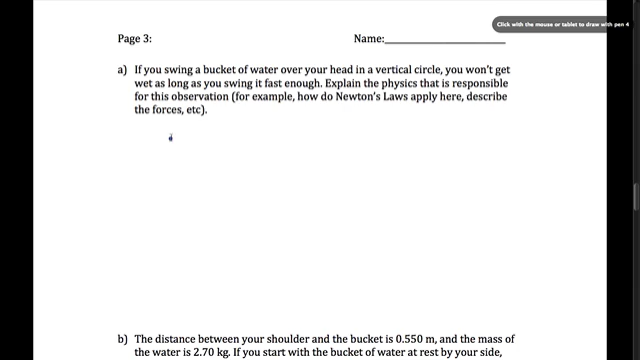 Click with the mouse or tablet to draw with pen 4
Page 3: Name:
a) If you swing a bucket of water over your head in a vertical circle, you won't get
wet as long as you swing it fast enough. Explain the physics that is responsible
for this observation (for example, how do Newton's Laws apply here, describe
the forces, etc).
b) The distance between your shoulder and the bucket is 0.550 m, and the mass of
the water is 2.70 kg. If you start with the bucket of water at rest by your side,